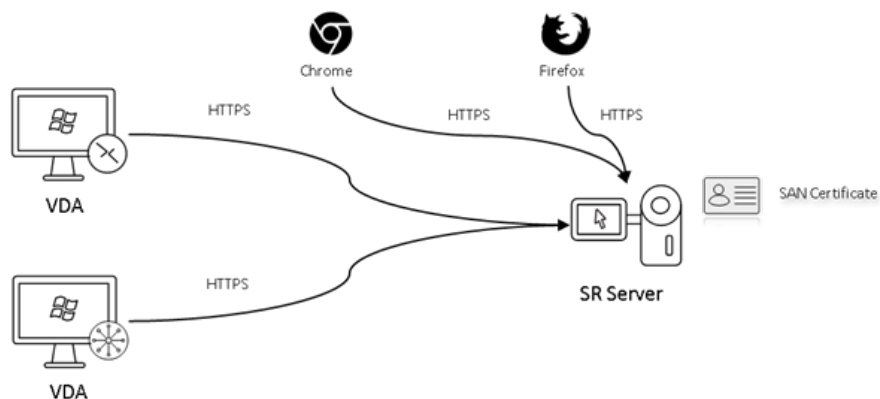 Chrome
Firefox
HTTPS
HTTPS
HTTPS
VDA
SAN Certificate
HTTPS
SR Server
VDA